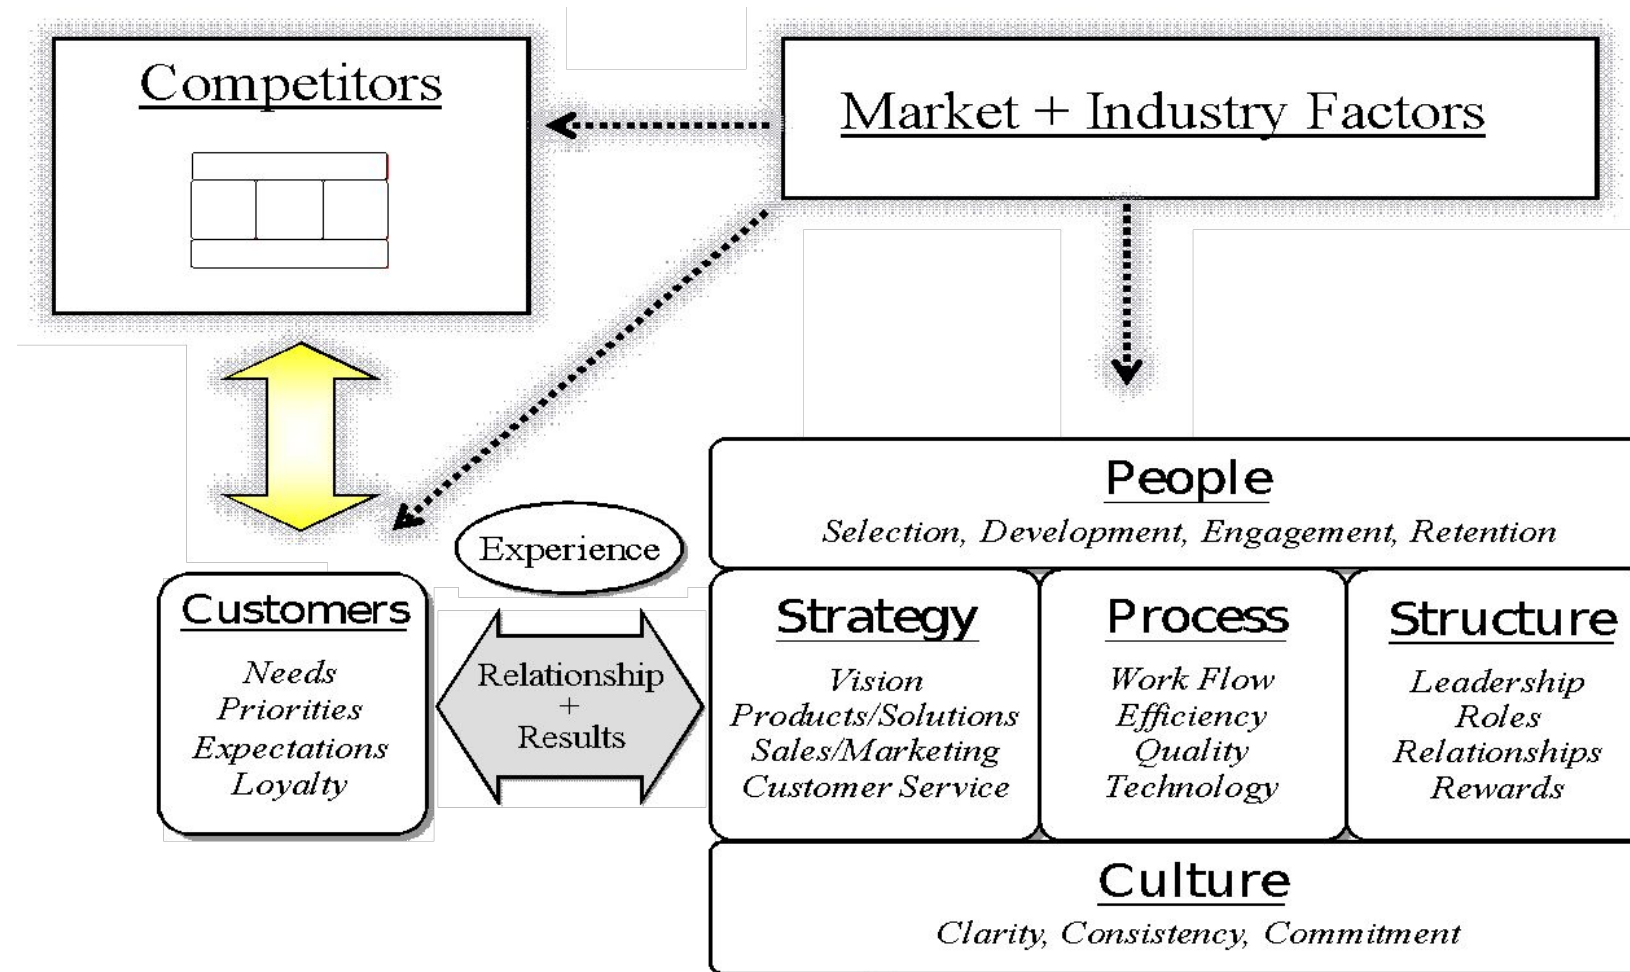 Competitors
Market + Industry Factors
People
Selection, Development, Engagement, Retention
Experience
Customers
Needs
Priorities
Expectations
Loyalty
Relationship
+
Results
Strategy
Vision
Products/Solutions
Sales/Marketing
Customer Service
Process
Work Flow
Efficiency
Quality
Technology
Structure
Leadership
Roles
Relationships
Rewards
Culture
Clarity, Consistency, Commitment